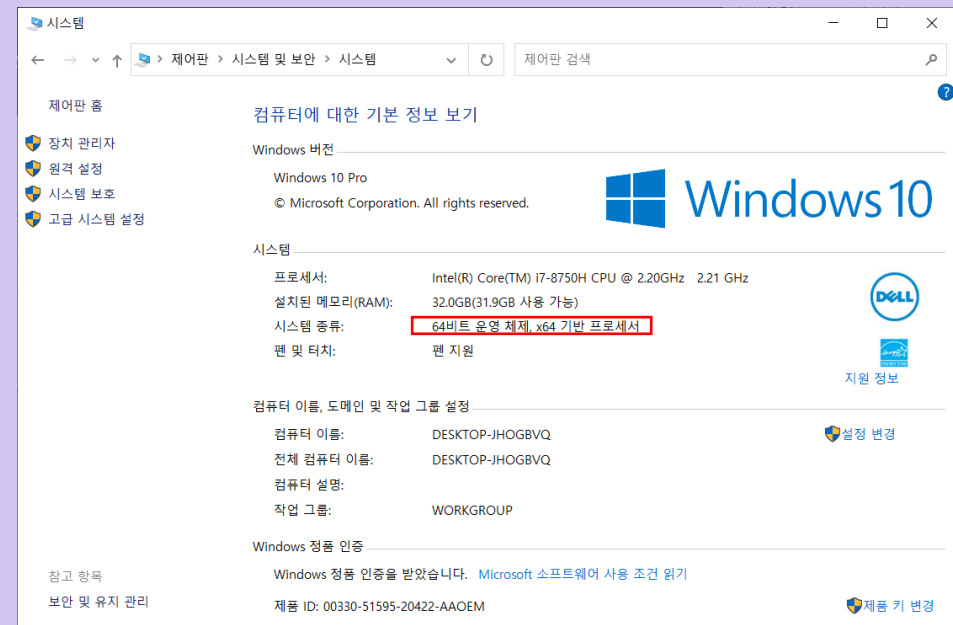 시스템
제어판 > 시스템 및 보안 > 시스템
제어판 검색
?
제어판 홈
장치 관리자
원격 설정
시스템 보호
고급 시스템 설정
컴퓨터에 대한 기본 정보 보기
Windows 버전
Windows 10 Pro
© Microsoft Corporation. All rights reserved.
Windows 10
시스템
프로세서: Intel(R) Core(TM) i7-8750H CPU @ 2.20GHz 2.21 GHz
설치된 메모리(RAM): 32.0GB(31.9GB 사용 가능)
시스템 종류: 64비트 운영 체제, x64 기반 프로세서
펜 및 터치: 펜 지원
DELL
지원 정보
컴퓨터 이름, 도메인 및 작업 그룹 설정
컴퓨터 이름: DESKTOP-JHOGBVQ
설정 변경
전체 컴퓨터 이름: DESKTOP-JHOGBVQ
컴퓨터 설명:
작업 그룹: WORKGROUP
Windows 정품 인증
Windows 정품 인증을 받았습니다. Microsoft 소프트웨어 사용 조건 읽기
제품 ID: 00330-51595-20422-AAOEM
제품 키 변경
참고 항목
보안 및 유지 관리